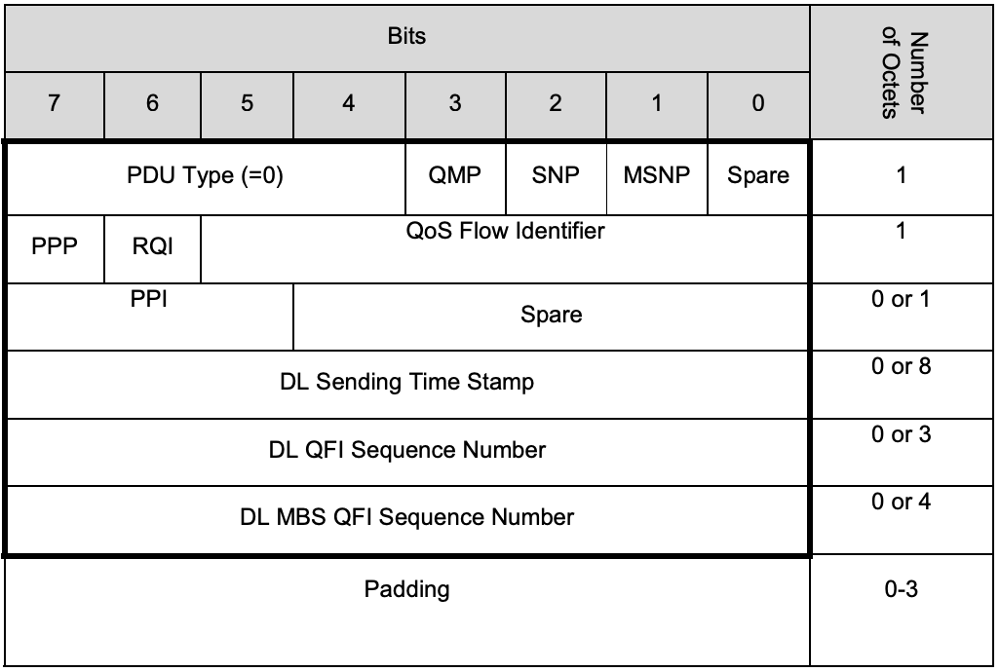 Bits
Number
of Octets
7 6 5 4 3 2 1 0
PDU Type (=0) QMP SNP MSNP Spare 1
PPP RQI QoS Flow Identifier 1
PPI Spare 0 or 1
DL Sending Time Stamp 0 or 8
DL QFI Sequence Number 0 or 3
DL MBS QFI Sequence Number 0 or 4
Padding 0-3